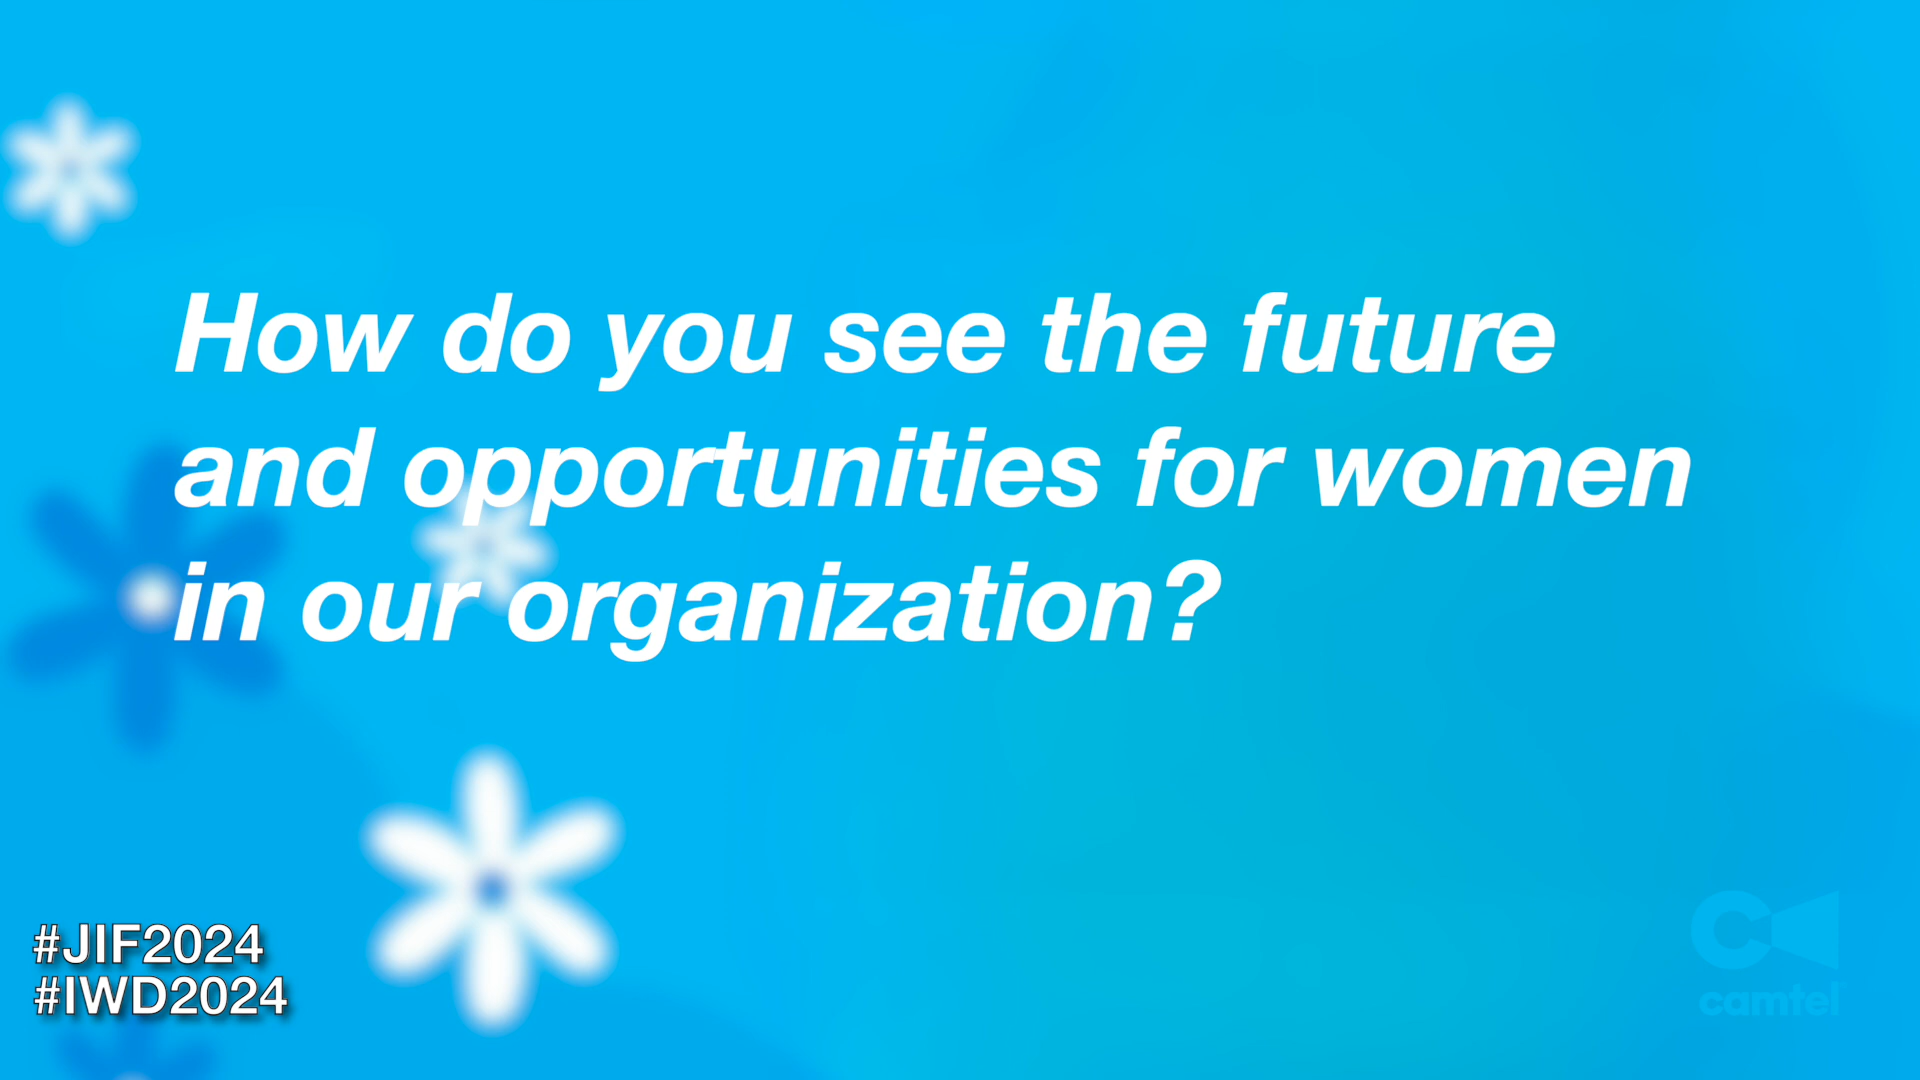 How do you see the future
and opportunities for women
in our organization?
#JIF2024
#IWD2024
camtel